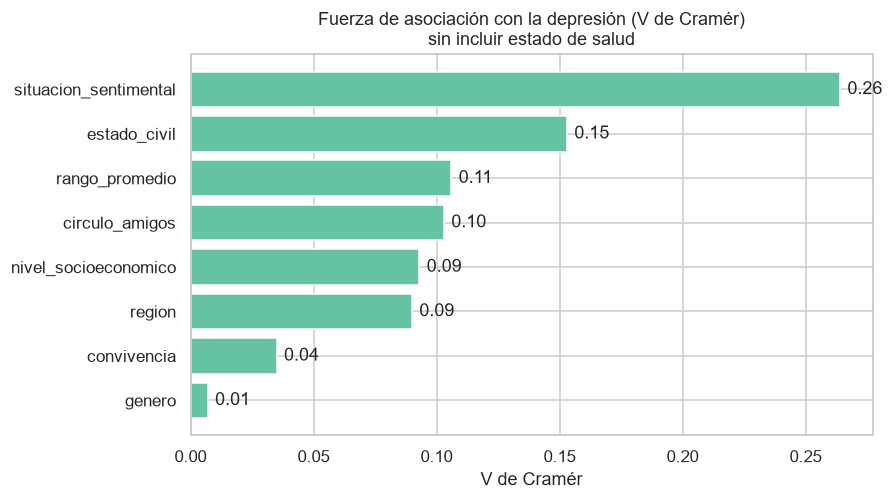 Fuerza de asociación con la depresión (V de Cramér)
sin incluir estado de salud
situacion_sentimental 0.26
estado_civil 0.15
rango_promedio 0.11
circulo_amigos 0.10
nivel_socioeconomico 0.09
region 0.09
convivencia 0.04
genero 0.01
0.00 0.05 0.10 0.15 0.20 0.25
V de Cramér